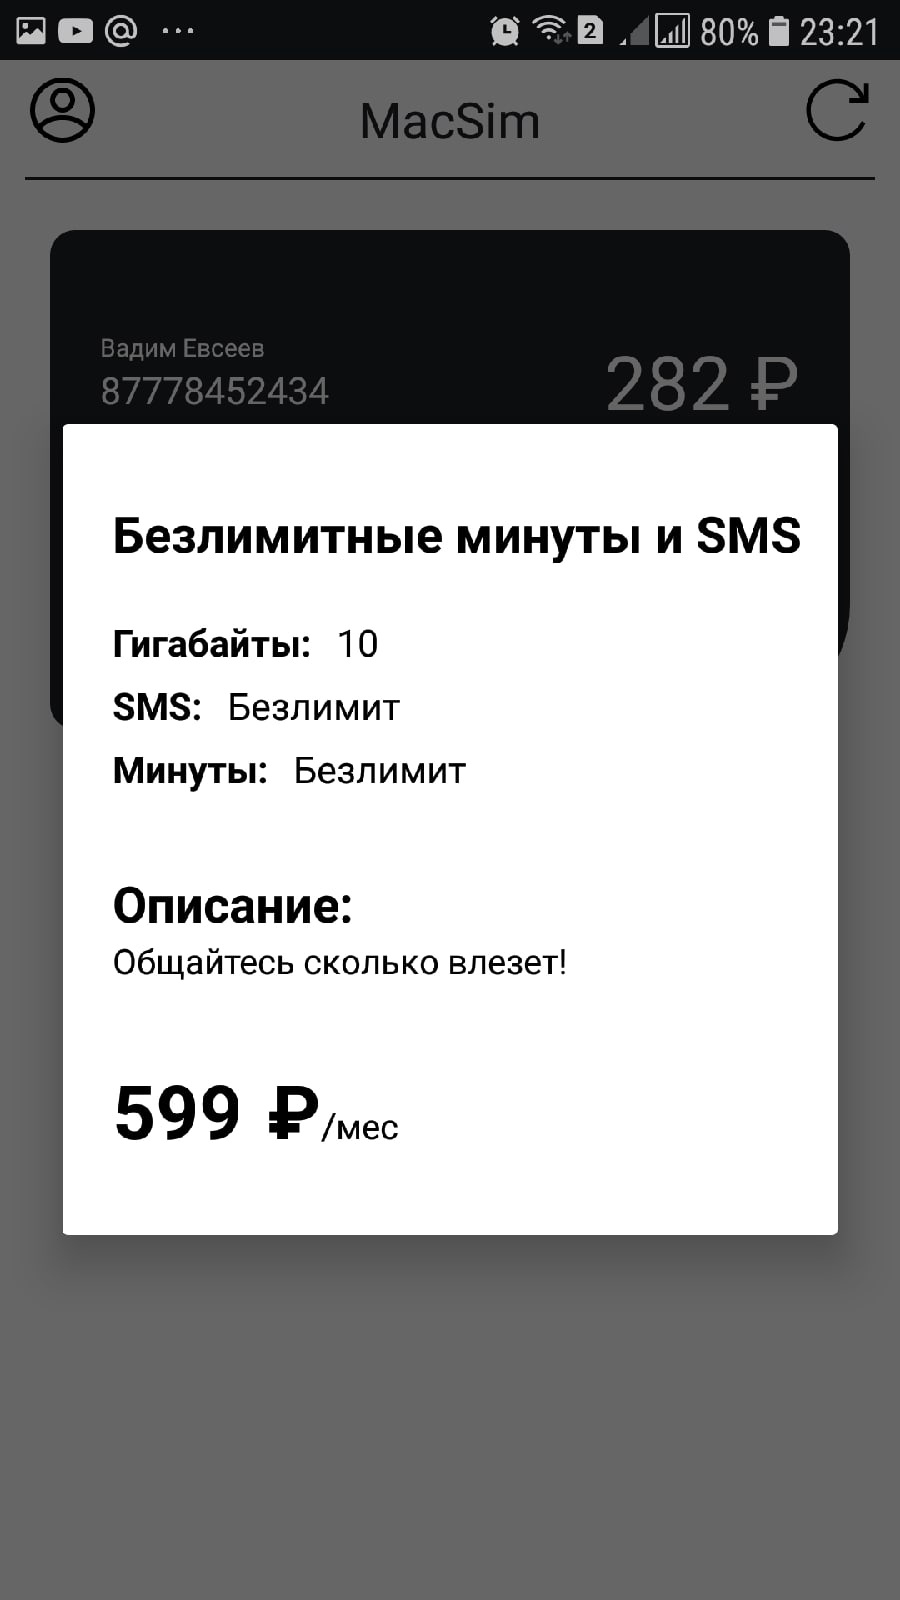 2 80% 23:21
MacSim
Вадим Евсеев
87778452434
282 ₽
Безлимитные минуты и SMS
Гигабайты: 10
SMS: Безлимит
Минуты: Безлимит
Описание:
Общайтесь сколько влезет!
599 ₽/мес